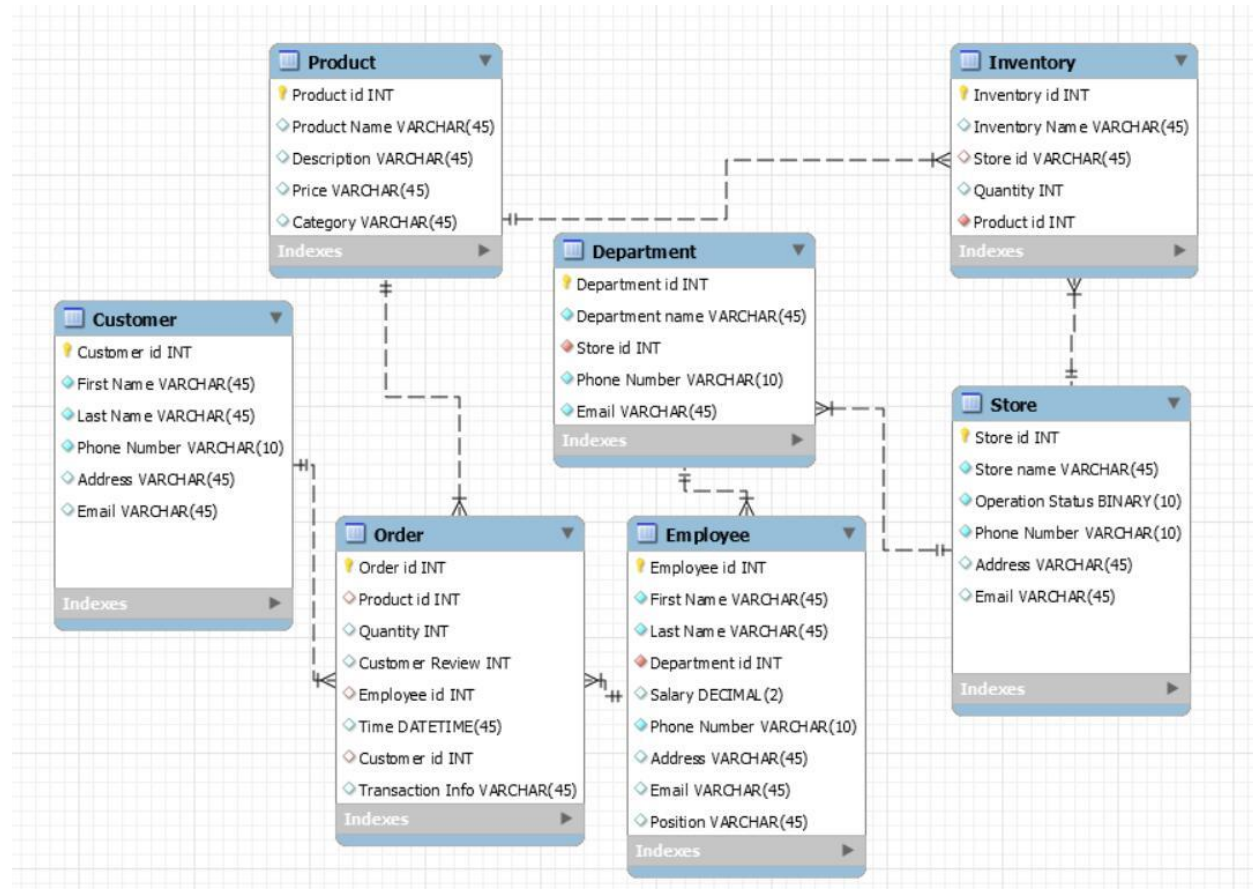 Product
Product id INT
Product Name VARCHAR(45)
Description VARCHAR(45)
Price VARCHAR(45)
Category VARCHAR(45)
Indexes
Inventory
Inventory id INT
Inventory Name VARCHAR(45)
Store id VARCHAR(45)
Quantity INT
Product id INT
Indexes
Department
Department id INT
Department name VARCHAR(45)
Store id INT
Phone Number VARCHAR(10)
Email VARCHAR(45)
Indexes
Customer
Customer id INT
First Name VARCHAR(45)
Last Name VARCHAR(45)
Phone Number VARCHAR(10)
Address VARCHAR(45)
Email VARCHAR(45)
Indexes
Store
Store id INT
Store name VARCHAR(45)
Operation Status BINARY(10)
Phone Number VARCHAR(10)
Address VARCHAR(45)
Email VARCHAR(45)
Indexes
Order
Order id INT
Product id INT
Quantity INT
Customer Review INT
Employee id INT
Time DATETIME(45)
Customer id INT
Transaction Info VARCHAR(45)
Indexes
Employee
Employee id INT
First Name VARCHAR(45)
Last Name VARCHAR(45)
Department id INT
Salary DECIMAL(2)
Phone Number VARCHAR(10)
Address VARCHAR(45)
Email VARCHAR(45)
Position VARCHAR(45)
Indexes